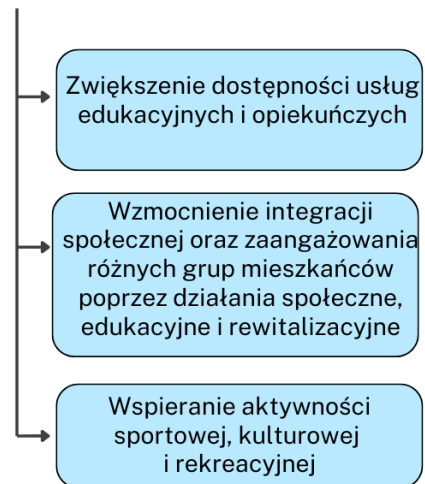 Zwiększenie dostępności usług
edukacyjnych i opiekuńczych
Wzmocnienie integracji
społecznej oraz zaangażowania
różnych grup mieszkańców
poprzez działania społeczne,
edukacyjne i rewitalizacyjne
Wspieranie aktywności
sportowej, kulturowej
i rekreacyjnej